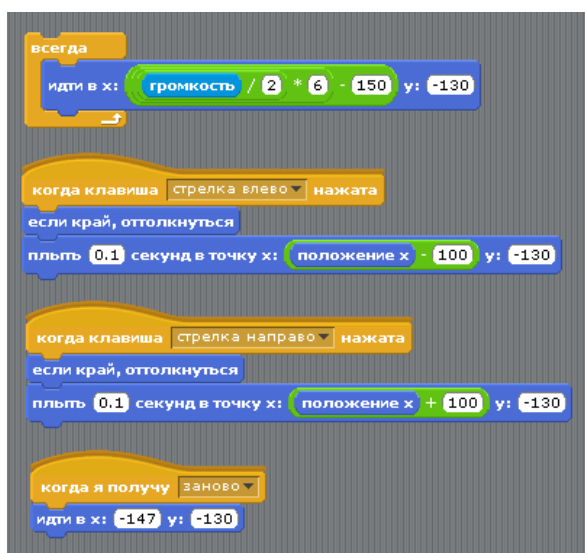 всегда
идти в x: громкость / 2 * 6 - 150 y: -130
когда клавиша стрелка влево нажата
если край, оттолкнуться
плыть 0.1 секунд в точку x: положение x - 100 y: -130
когда клавиша стрелка направо нажата
если край, оттолкнуться
плыть 0.1 секунд в точку x: положение x + 100 y: -130
когда я получу заново
идти в x: -147 y: -130